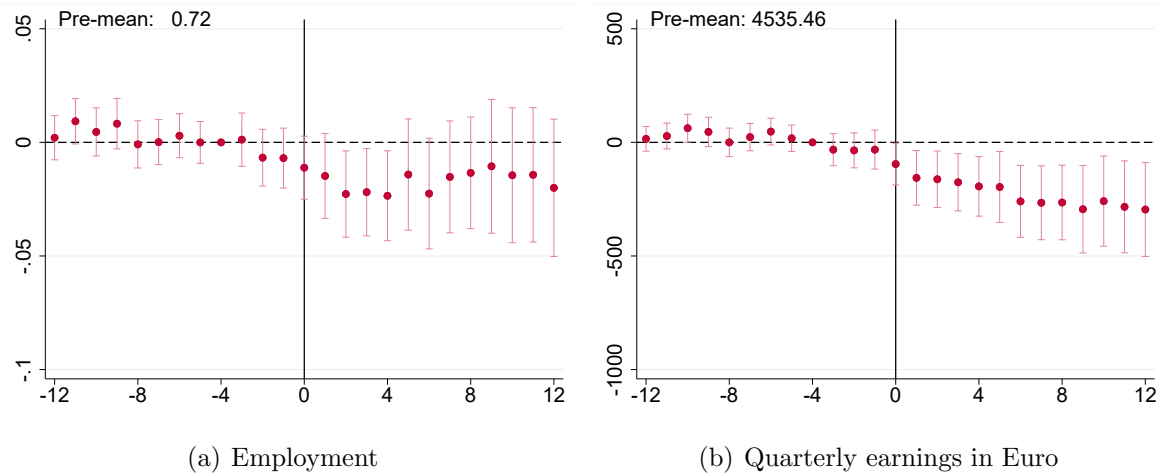 Pre-mean: 0.72
.05
0
-.05
-.1
-12 -8 -4 0 4 8 12
(a) Employment
Pre-mean: 4535.46
500
0
-500
-1000
-12 -8 -4 0 4 8 12
(b) Quarterly earnings in Euro